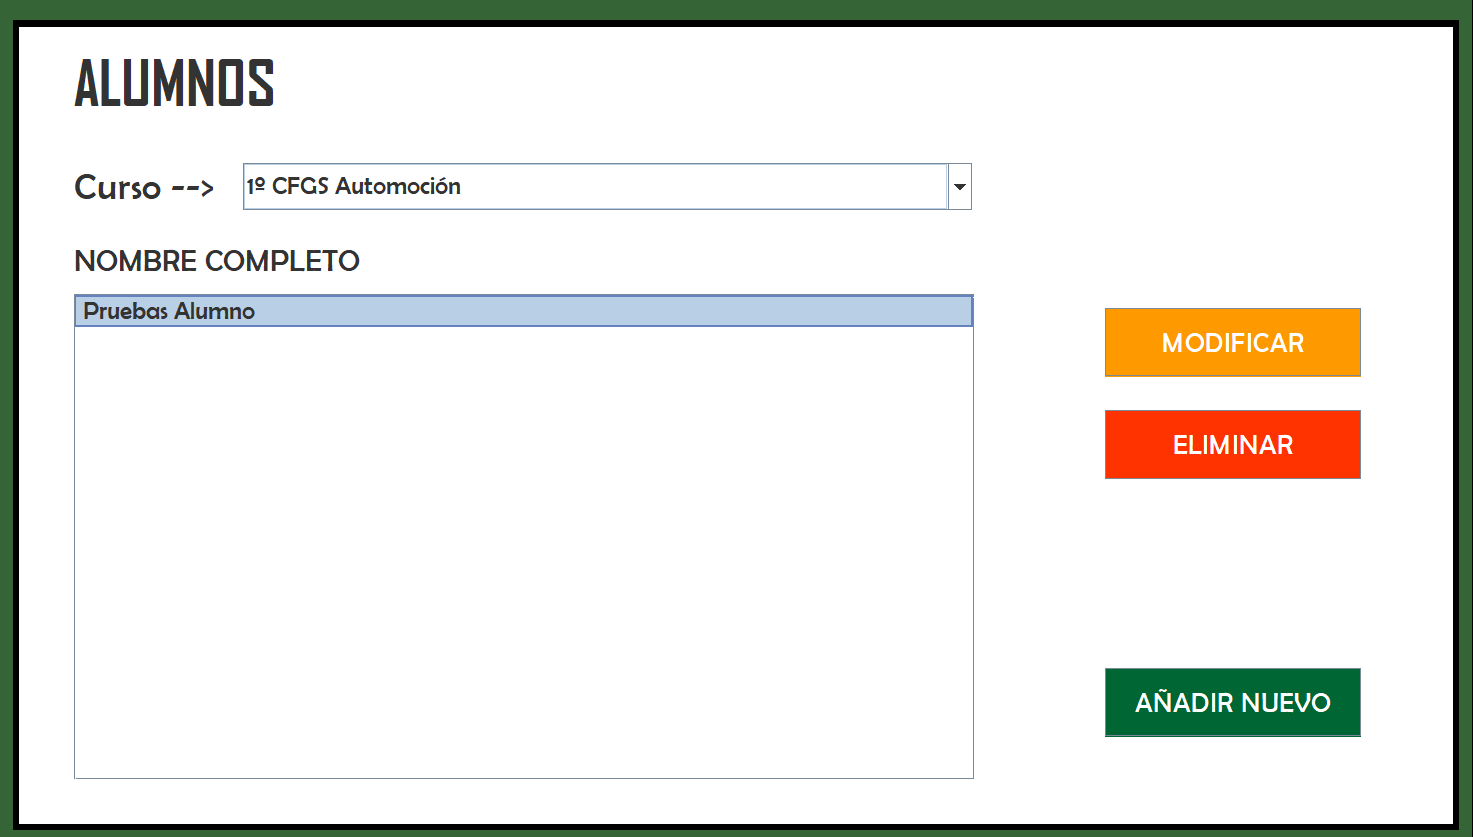 ALUMNOS
Curso -->
1º CFGS Automoción
NOMBRE COMPLETO
Pruebas Alumno
MODIFICAR
ELIMINAR
AÑADIR NUEVO